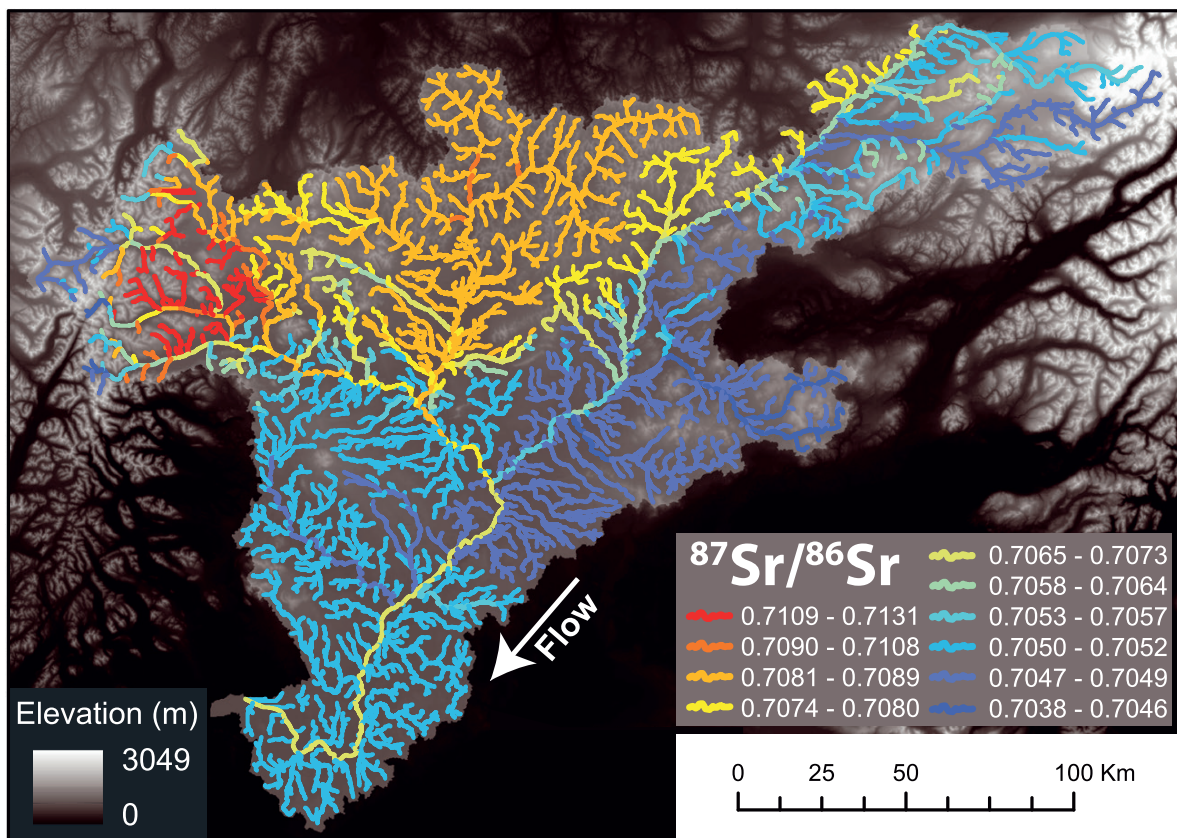 ⁸⁷Sr/⁸⁶Sr
0.7109 - 0.7131
0.7090 - 0.7108
0.7081 - 0.7089
0.7074 - 0.7080
0.7065 - 0.7073
0.7058 - 0.7064
0.7053 - 0.7057
0.7050 - 0.7052
0.7047 - 0.7049
0.7038 - 0.7046
Flow
Elevation (m)
3049
0
0 25 50 100 Km